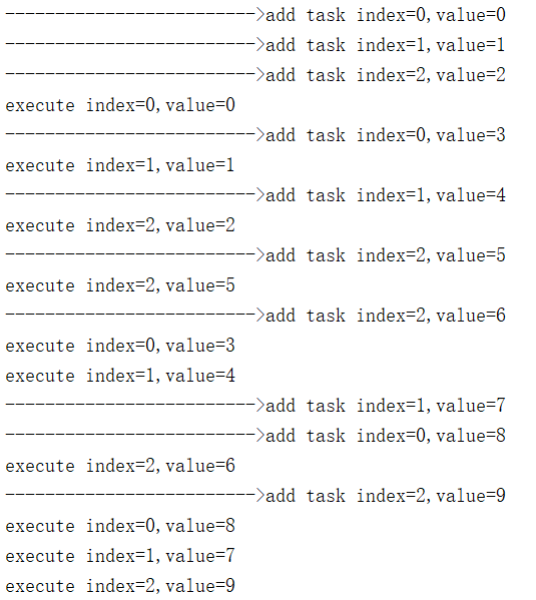 ------------------------->add task index=0,value=0
------------------------->add task index=1,value=1
------------------------->add task index=2,value=2
execute index=0,value=0
------------------------->add task index=0,value=3
execute index=1,value=1
------------------------->add task index=1,value=4
execute index=2,value=2
------------------------->add task index=2,value=5
execute index=2,value=5
------------------------->add task index=2,value=6
execute index=0,value=3
execute index=1,value=4
------------------------->add task index=1,value=7
------------------------->add task index=0,value=8
execute index=2,value=6
------------------------->add task index=2,value=9
execute index=0,value=8
execute index=1,value=7
execute index=2,value=9